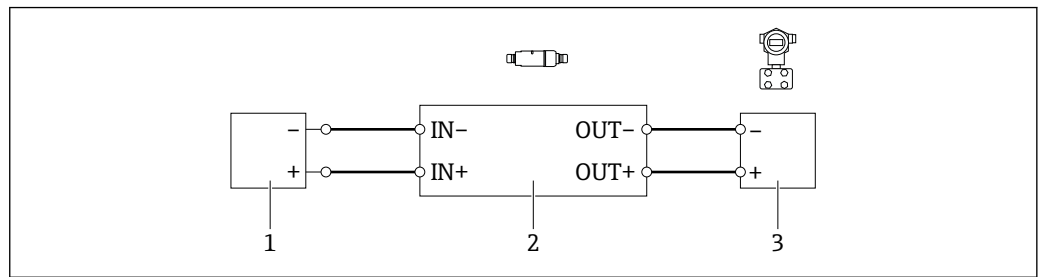 – IN– OUT– –
+ IN+ OUT+ +
1 2 3